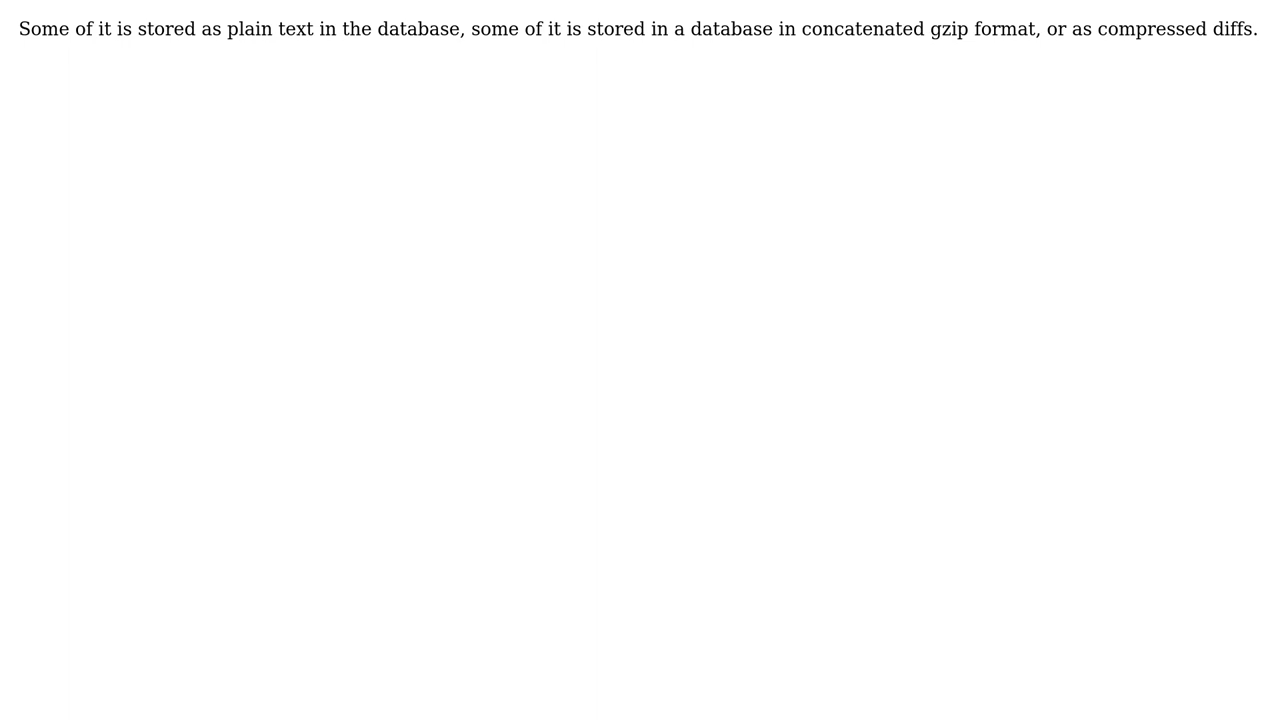 Some of it is stored as plain text in the database, some of it is stored in a database in concatenated gzip format, or as compressed diffs.